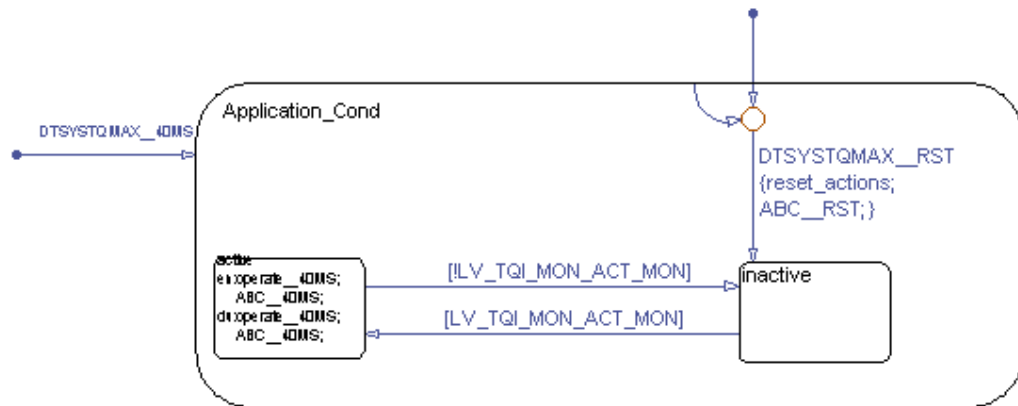 Application_Cond
DTSYSTQMAX__40MS
DTSYSTQMAX__RST
{reset_actions;
ABC__RST; }
active
en:operate__40MS;
ABC__40MS;
du:operate__40MS;
ABC__40MS;
[!LV_TQI_MON_ACT_MON]
[LV_TQI_MON_ACT_MON]
inactive